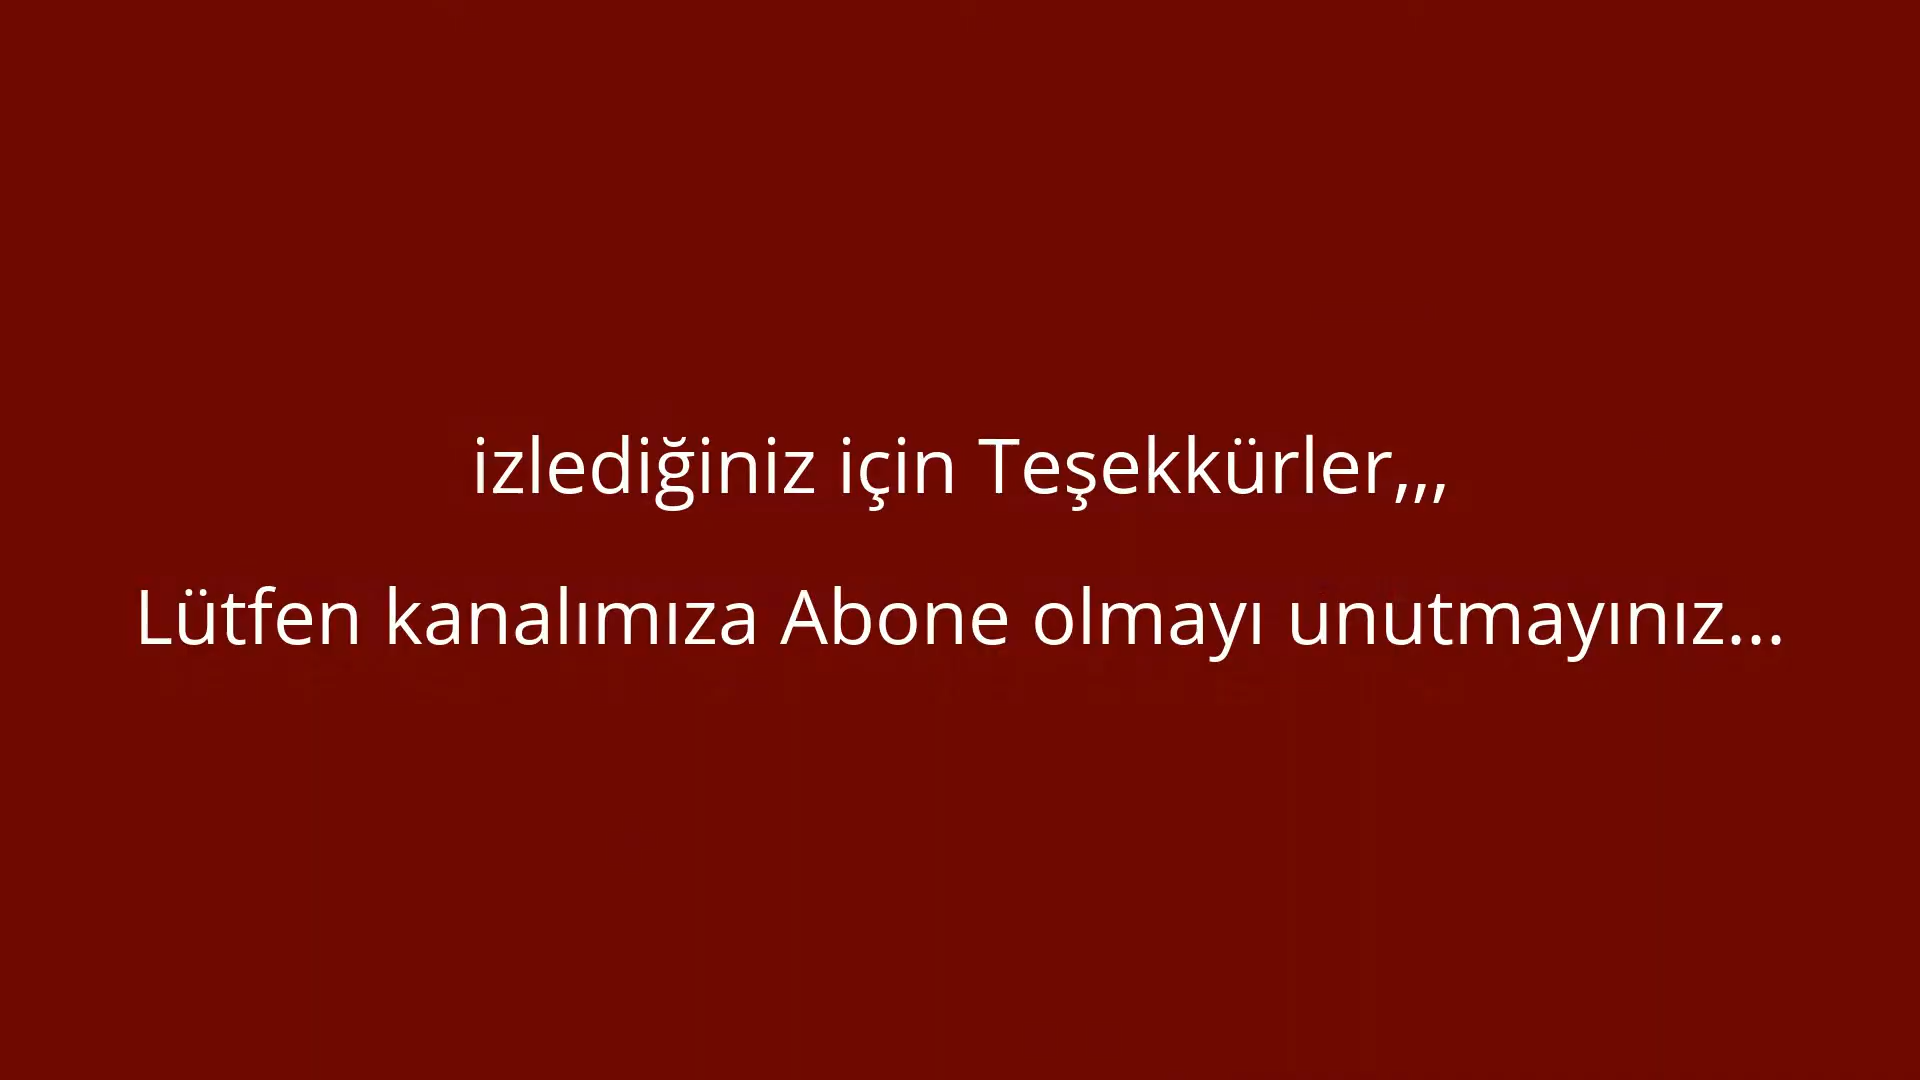 izlediğiniz için Teşekkürler,,,
Lütfen kanalımıza Abone olmayı unutmayınız...